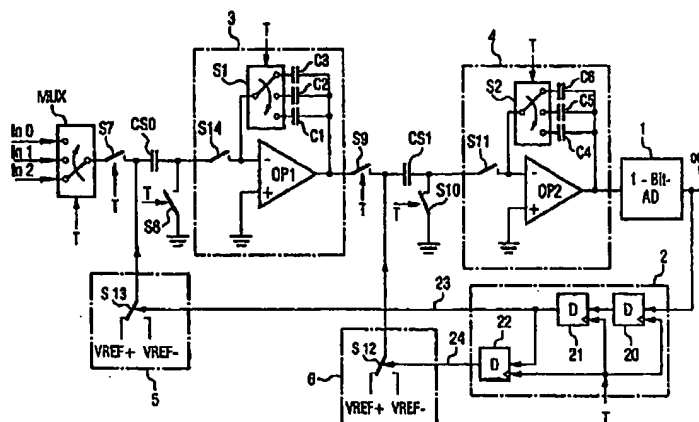 3
T
S1
C3
C2
C1
4
T
S2
C6
C5
C4
MUX
S7
CS0
S14
In 0
In 1
In 2
T
T
T
S8
-
+
OP1
S9
T
CS1
T
S10
S11
-
+
OP2
1
1-Bit-
AD
2
23
S13
VREF+
VREF-
5
24
S12
VREF+
VREF-
6
22
D
D
21
D
20
T